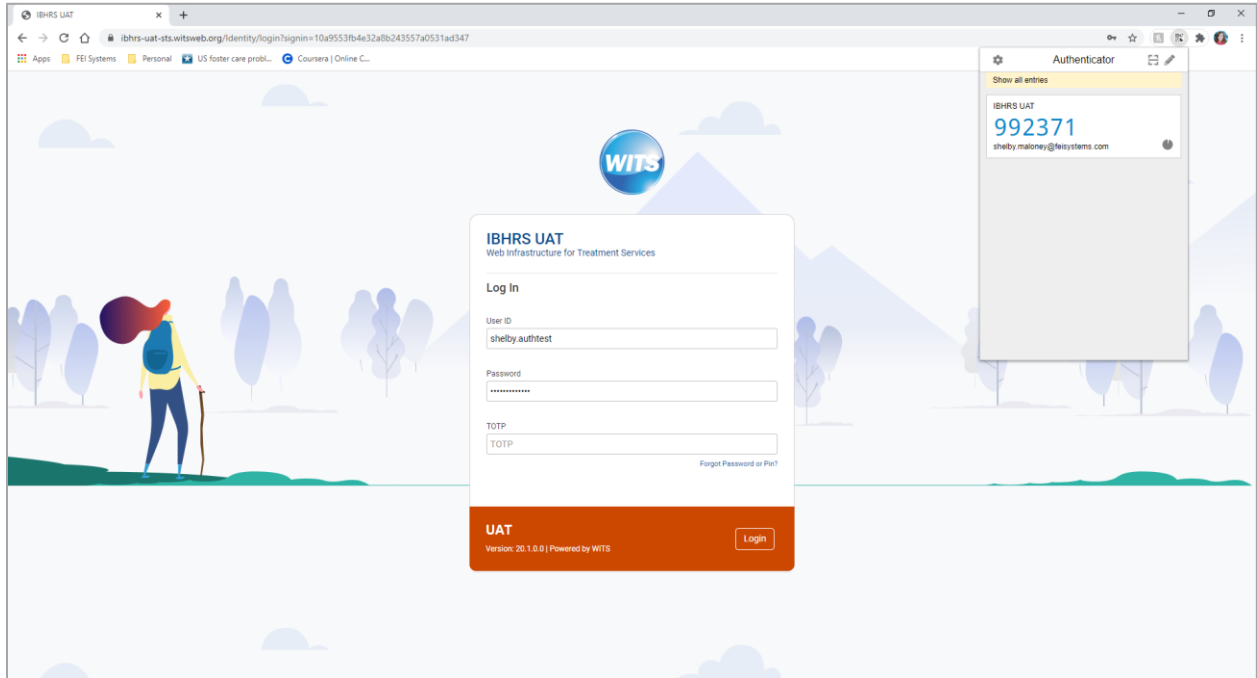 IBHRS UAT
ibhrs-uat-sts.witsweb.org/Identity/login?signin=10a9553fb4e32a8b243557a0531ad347
Apps FEI Systems Personal US foster care probl... Coursera | Online C...
Authenticator
Show all entries
IBHRS UAT
992371
shelby.maloney@feisystems.com
WITS
IBHRS UAT
Web Infrastructure for Treatment Services
Log In
User ID
shelby.authtest
Password
TOTP
TOTP
Forgot Password or Pin?
UAT
Version: 20.1.0.0 | Powered by WITS
Login